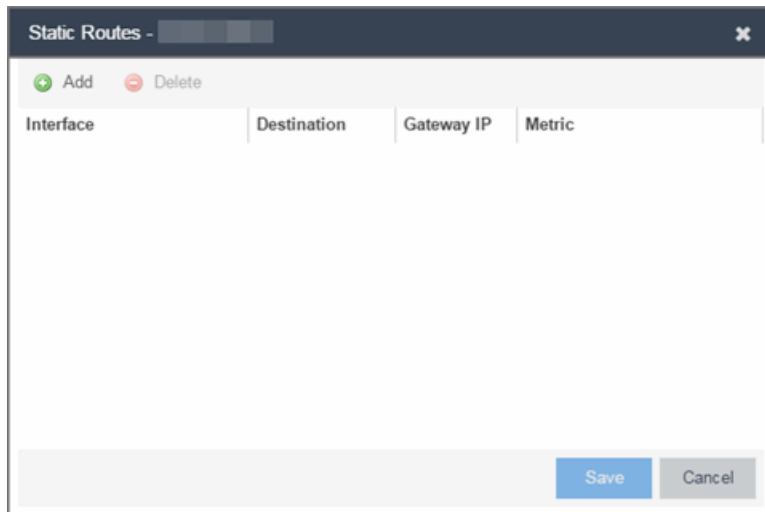 Static Routes -
Add Delete
Interface Destination Gateway IP Metric
Save Cancel